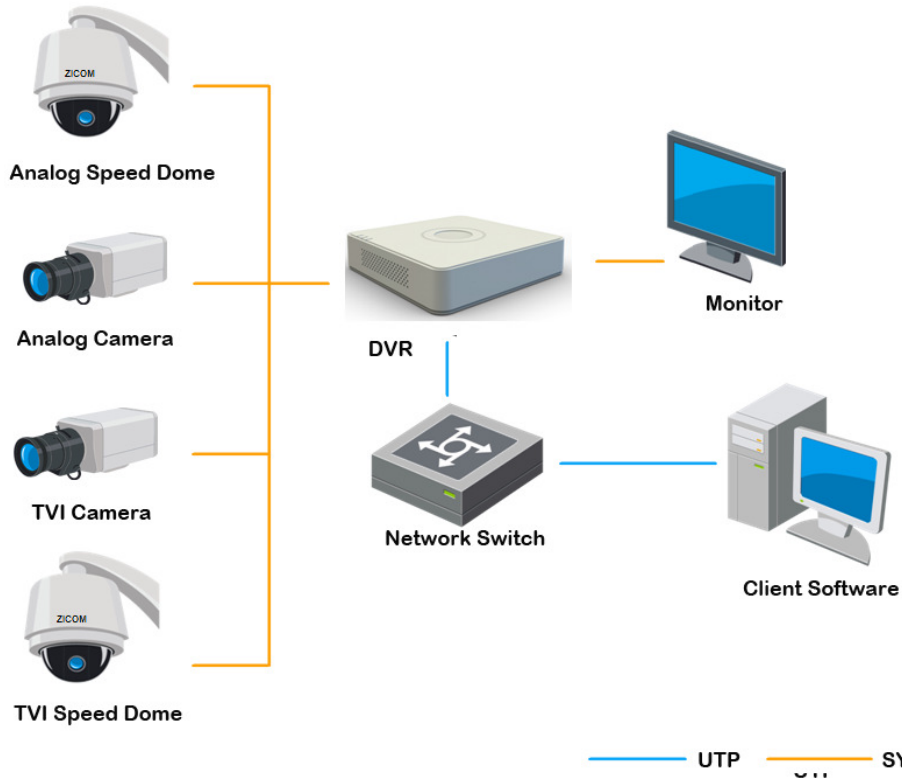 ZICOM
Analog Speed Dome
Analog Camera
TVI Camera
ZICOM
TVI Speed Dome
DVR
Monitor
Network Switch
Client Software
UTP
SY